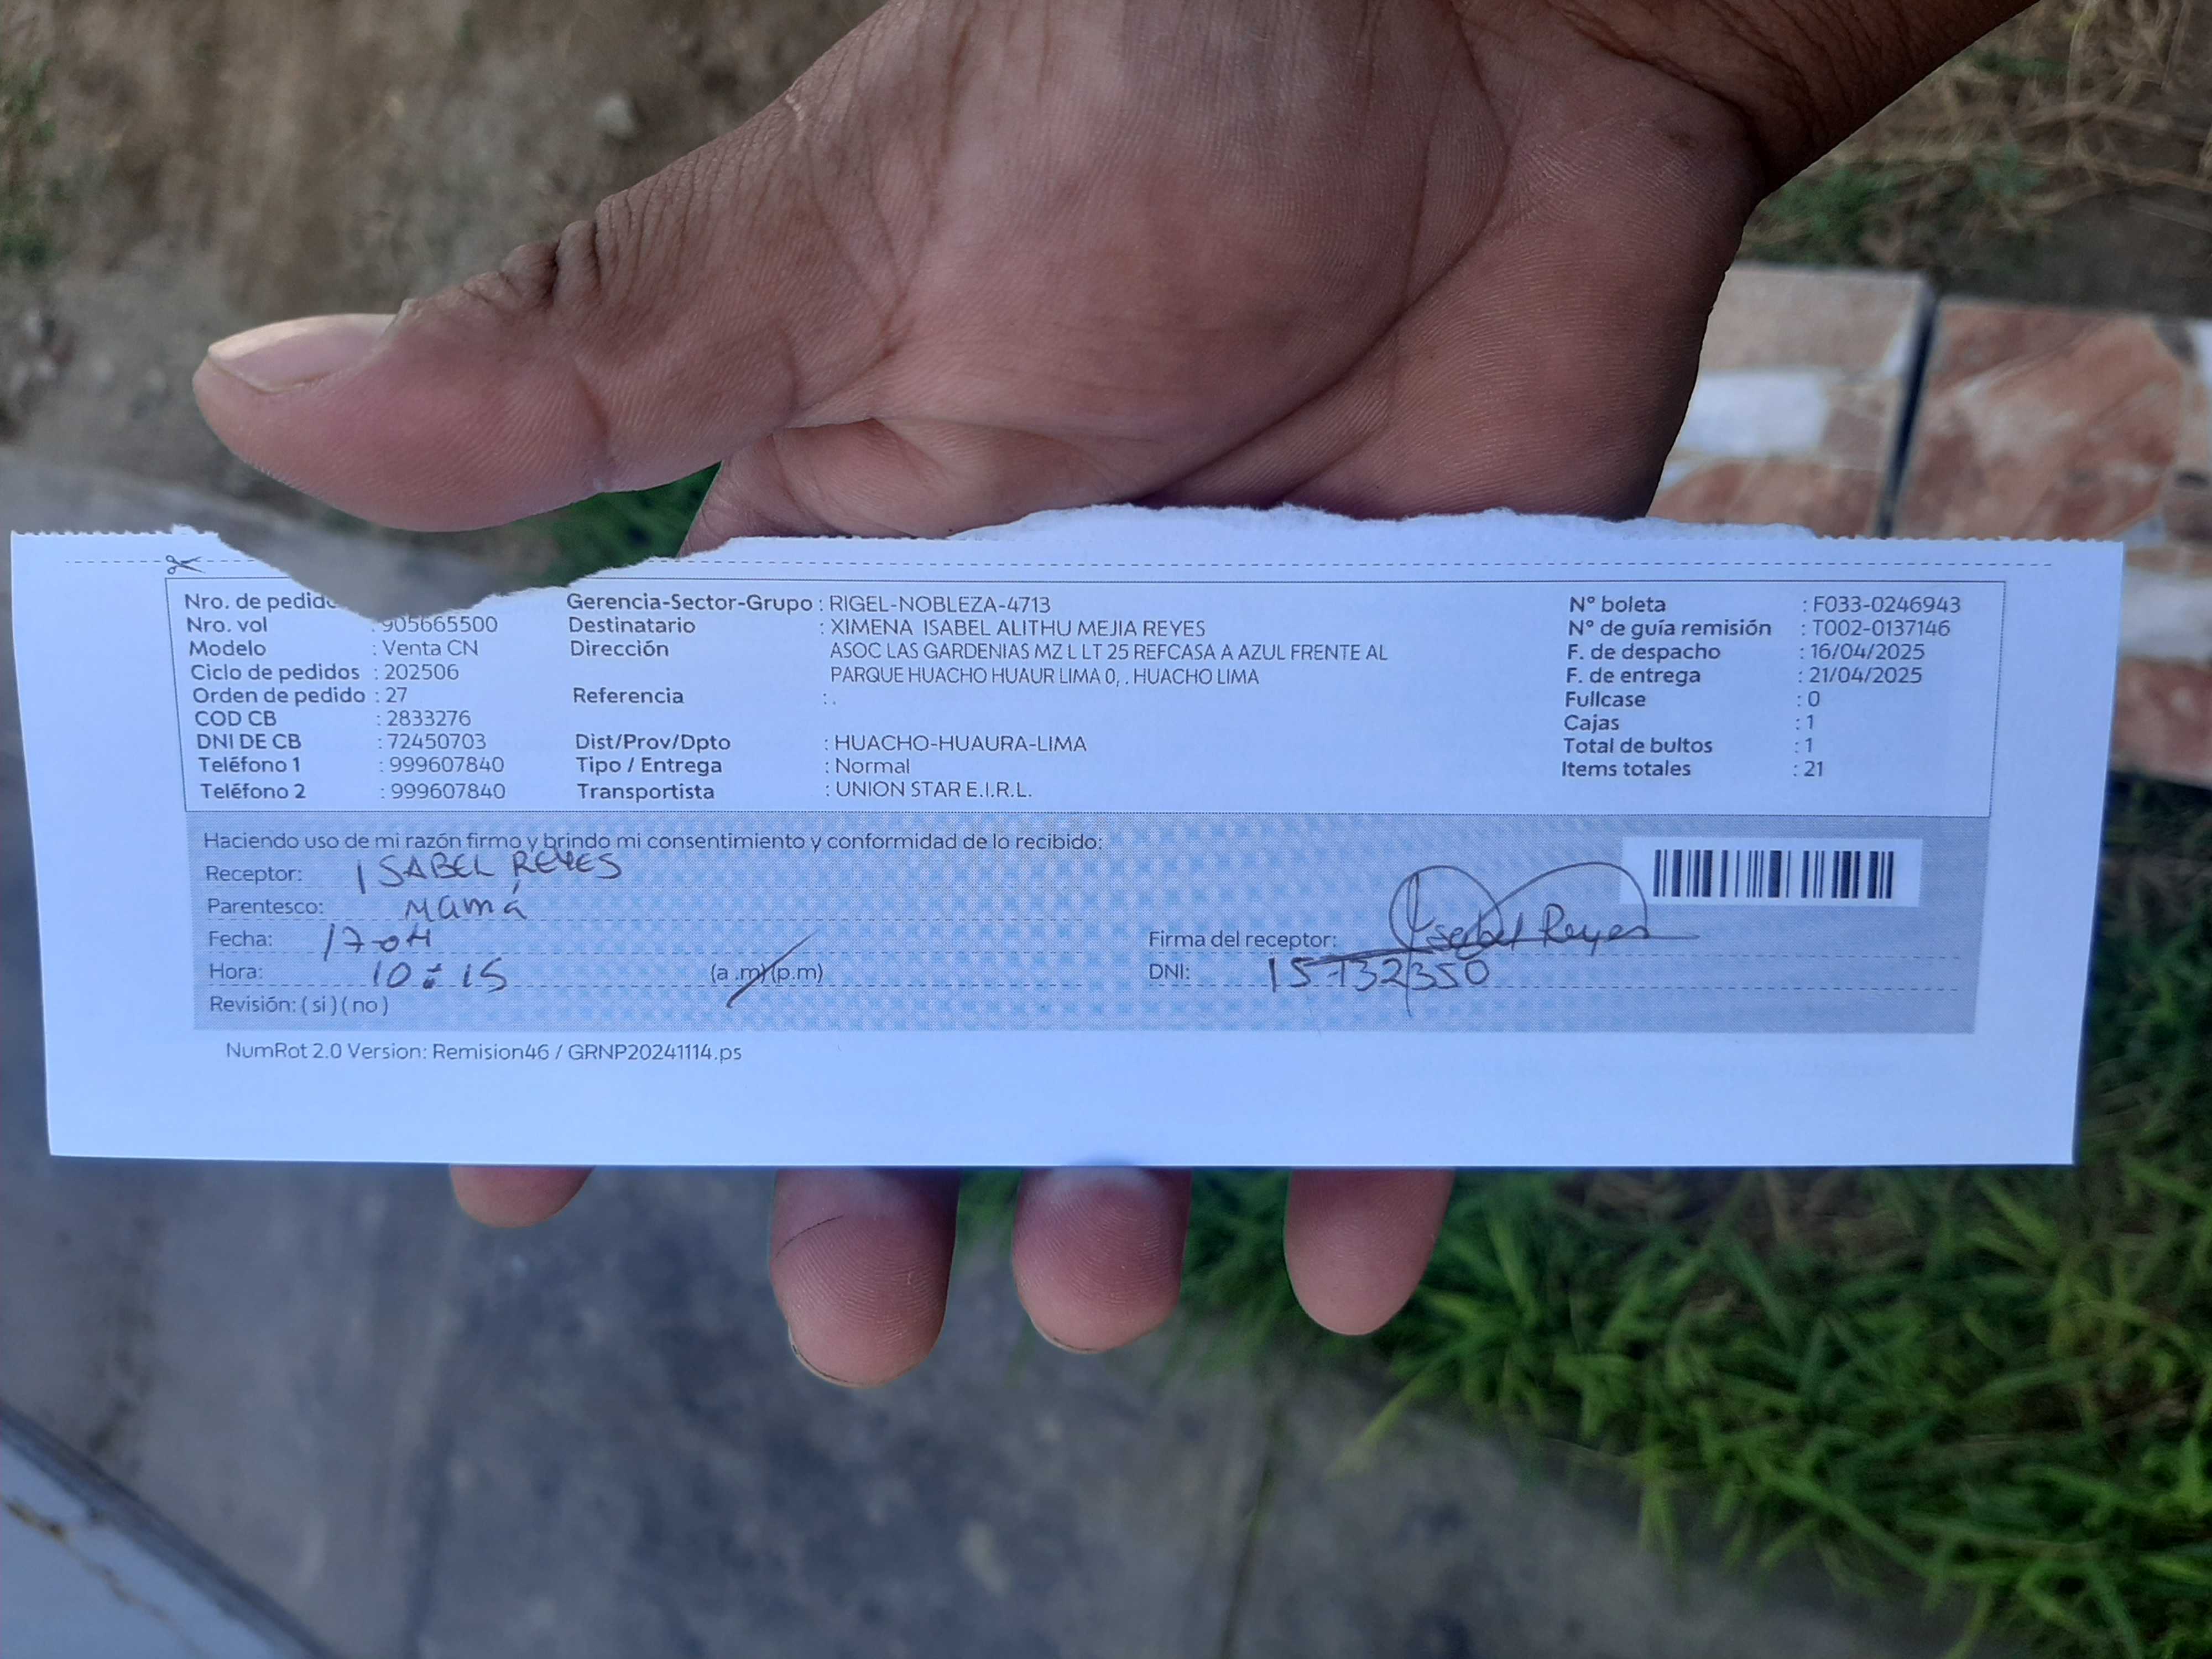 Nro. de pedido
Nro. vol : 905665500
Modelo : Venta CN
Ciclo de pedidos : 202506
Orden de pedido : 27
COD CB : 2833276
DNI DE CB : 72450703
Teléfono 1 : 999607840
Teléfono 2 : 999607840
Gerencia-Sector-Grupo : RIGEL-NOBLEZA-4713
Destinatario : XIMENA ISABEL ALITHU MEJIA REYES
Dirección ASOC LAS GARDENIAS MZ L LT 25 REFCASA A AZUL FRENTE AL
PARQUE HUACHO HUAUR LIMA 0, . HUACHO LIMA
Referencia : .
Dist/Prov/Dpto : HUACHO-HUAURA-LIMA
Tipo / Entrega : Normal
Transportista : UNION STAR E.I.R.L.
N° boleta : F033-0246943
N° de guía remisión : T002-0137146
F. de despacho : 16/04/2025
F. de entrega : 21/04/2025
Fullcase : 0
Cajas : 1
Total de bultos : 1
Items totales : 21
Haciendo uso de mi razón firmo y brindo mi consentimiento y conformidad de lo recibido:
Receptor: ISABEL REYES
Parentesco: Mamá
Fecha: 17-04
Hora: 10:15 (a .m) (p.m)
Revisión: ( si ) ( no )
Firma del receptor: Isabel Reyes
DNI:
NumRot 2.0 Version: Remision46 / GRNP20241114.ps